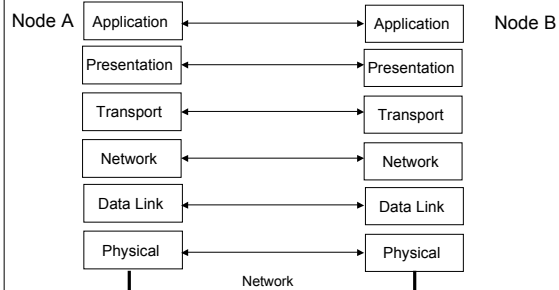 Node A Application Application Node B
Presentation Presentation
Transport Transport
Network Network
Data Link Data Link
Physical Physical
Network